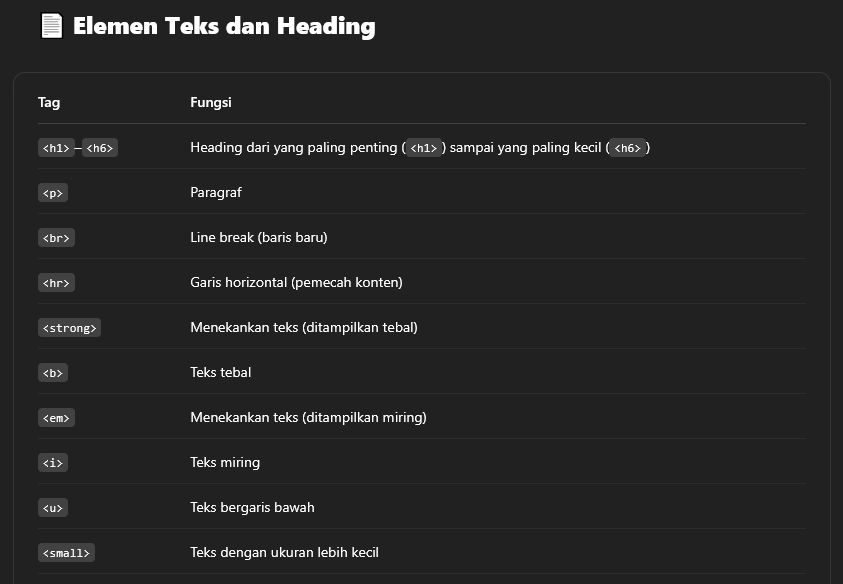 Elemen Teks dan Heading
Tag Fungsi
<h1>–<h6> Heading dari yang paling penting (<h1>) sampai yang paling kecil (<h6>)
<p> Paragraf
<br> Line break (baris baru)
<hr> Garis horizontal (pemecah konten)
<strong> Menekankan teks (ditampilkan tebal)
<b> Teks tebal
<em> Menekankan teks (ditampilkan miring)
<i> Teks miring
<u> Teks bergaris bawah
<small> Teks dengan ukuran lebih kecil